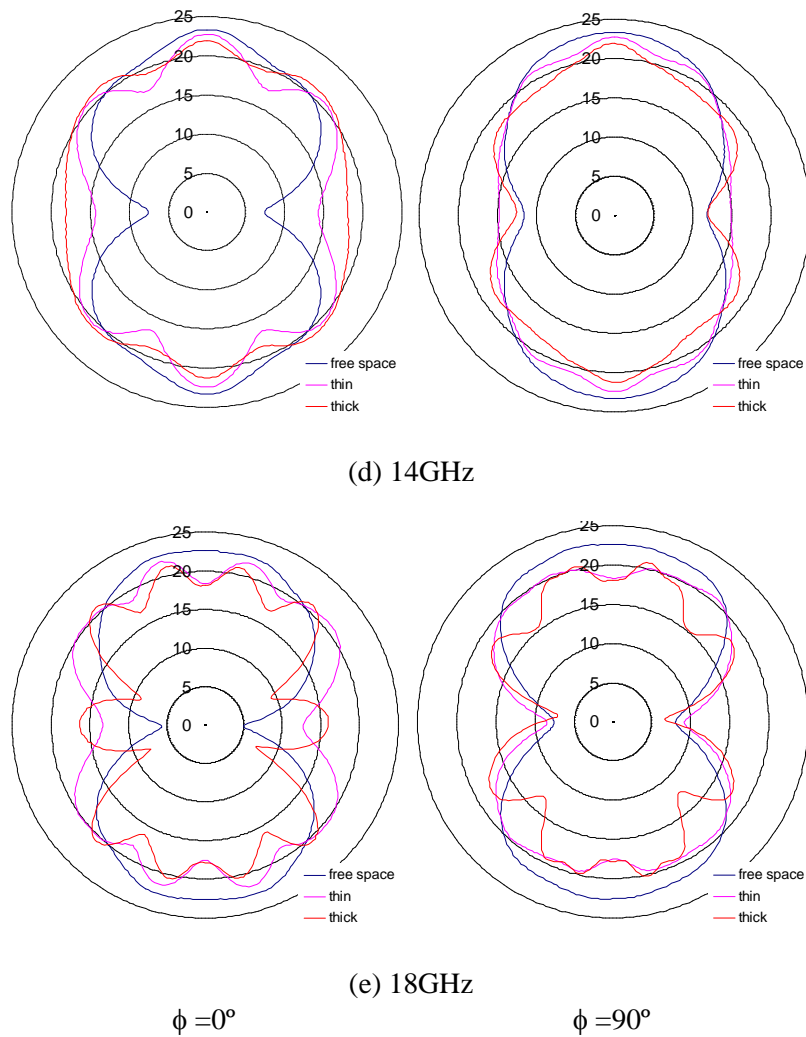 25
20
15
10
5
0
free space
thin
thick
25
20
15
10
5
0
free space
thin
thick
(d) 14GHz
25
20
15
10
5
0
free space
thin
thick
25
20
15
10
5
0
free space
thin
thick
(e) 18GHz
ϕ =0º ϕ =90º